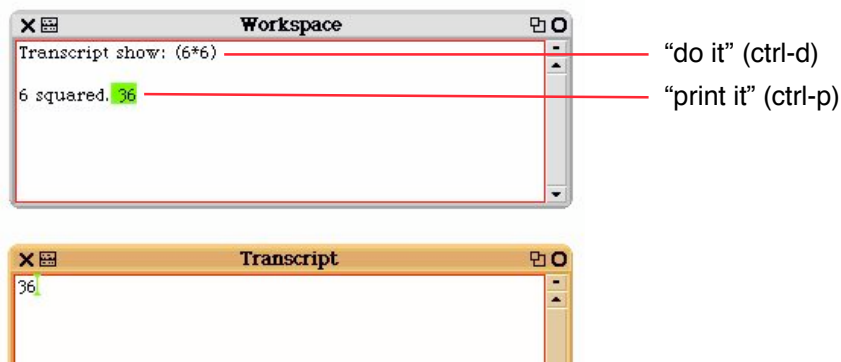 Workspace
Transcript show: (6*6)
“do it” (ctrl-d)
6 squared. 36
“print it” (ctrl-p)
Transcript
36